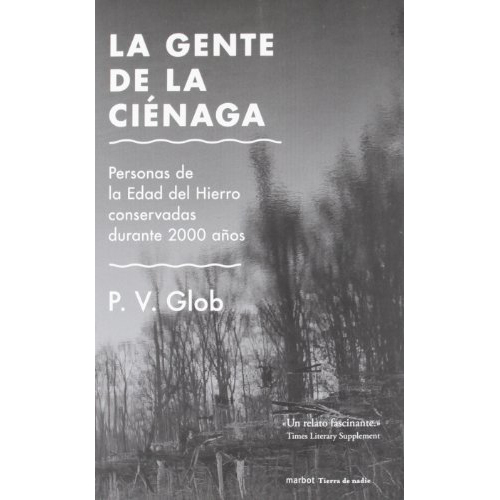 LA GENTE
DE LA
CIÉNAGA
Personas de
la Edad del Hierro
conservadas
durante 2000 años
P. V. Glob
«Un relato fascinante.»
Times Literary Supplement
marbot Tierra de nadie